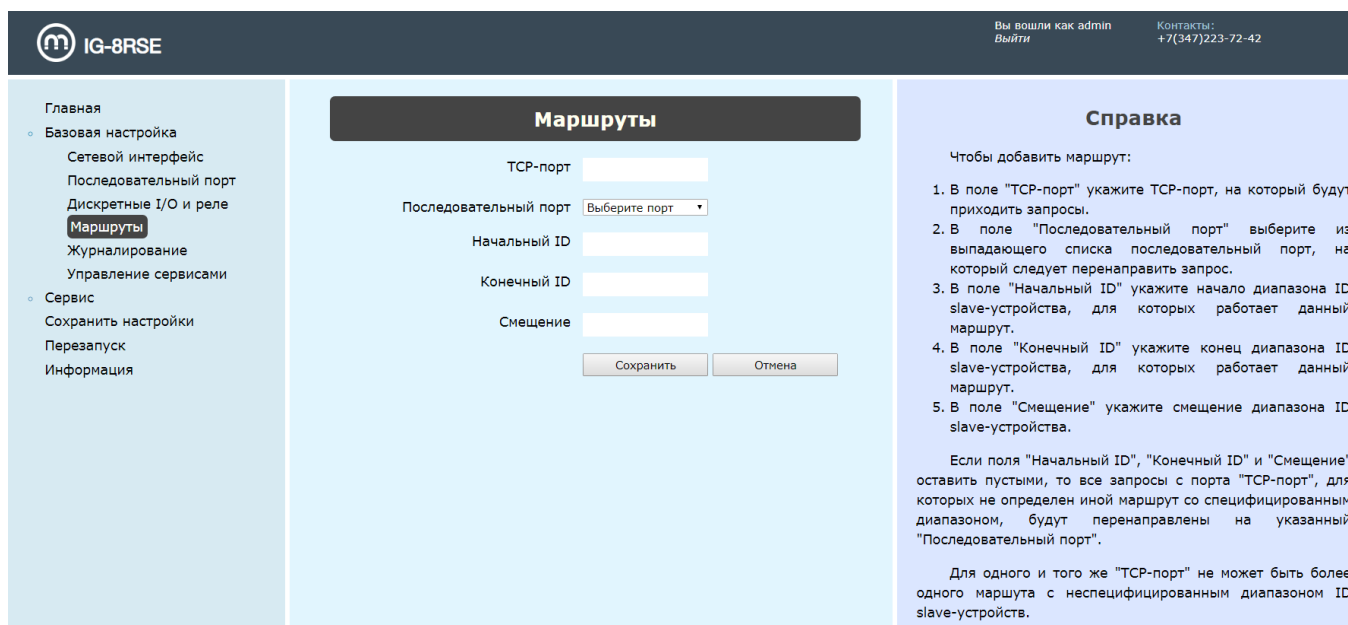 m IG-8RSE
Вы вошли как admin
Выйти
Контакты:
+7(347)223-72-42
Главная
Базовая настройка
Сетевой интерфейс
Последовательный порт
Дискретные I/O и реле
Маршруты
Журналирование
Управление сервисами
Сервис
Сохранить настройки
Перезапуск
Информация
Маршруты
TCP-порт
Последовательный порт Выберите порт
Начальный ID
Конечный ID
Смещение
Сохранить Отмена
Справка
Чтобы добавить маршрут:
1. В поле "TCP-порт" укажите TCP-порт, на который будут
приходить запросы.
2. В поле "Последовательный порт" выберите из
выпадающего списка последовательный порт, на
который следует перенаправить запрос.
3. В поле "Начальный ID" укажите начало диапазона ID
slave-устройства, для которых работает данный
маршрут.
4. В поле "Конечный ID" укажите конец диапазона ID
slave-устройства, для которых работает данный
маршрут.
5. В поле "Смещение" укажите смещение диапазона ID
slave-устройства.
Если поля "Начальный ID", "Конечный ID" и "Смещение"
оставить пустыми, то все запросы с порта "TCP-порт", для
которых не определен иной маршрут со специфицированным
диапазоном, будут перенаправлены на указанный
"Последовательный порт".
Для одного и того же "TCP-порт" не может быть более
одного маршута с неспецифицированным диапазоном ID
slave-устройств.